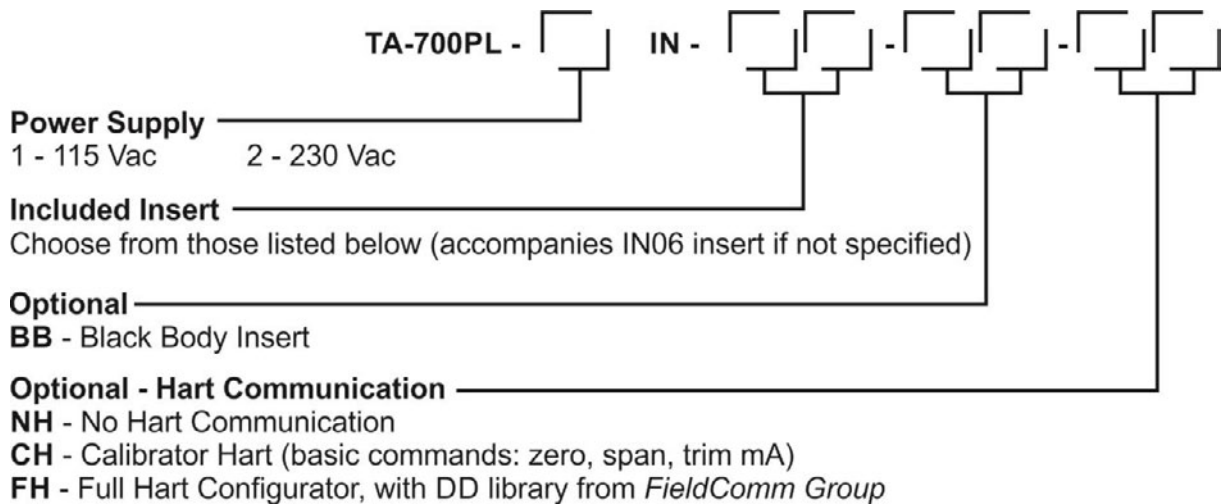 TA-700PL - IN - - -
Power Supply
1 - 115 Vac 2 - 230 Vac
Included Insert
Choose from those listed below (accompanies IN06 insert if not specified)
Optional
BB - Black Body Insert
Optional - Hart Communication
NH - No Hart Communication
CH - Calibrator Hart (basic commands: zero, span, trim mA)
FH - Full Hart Configurator, with DD library from FieldComm Group